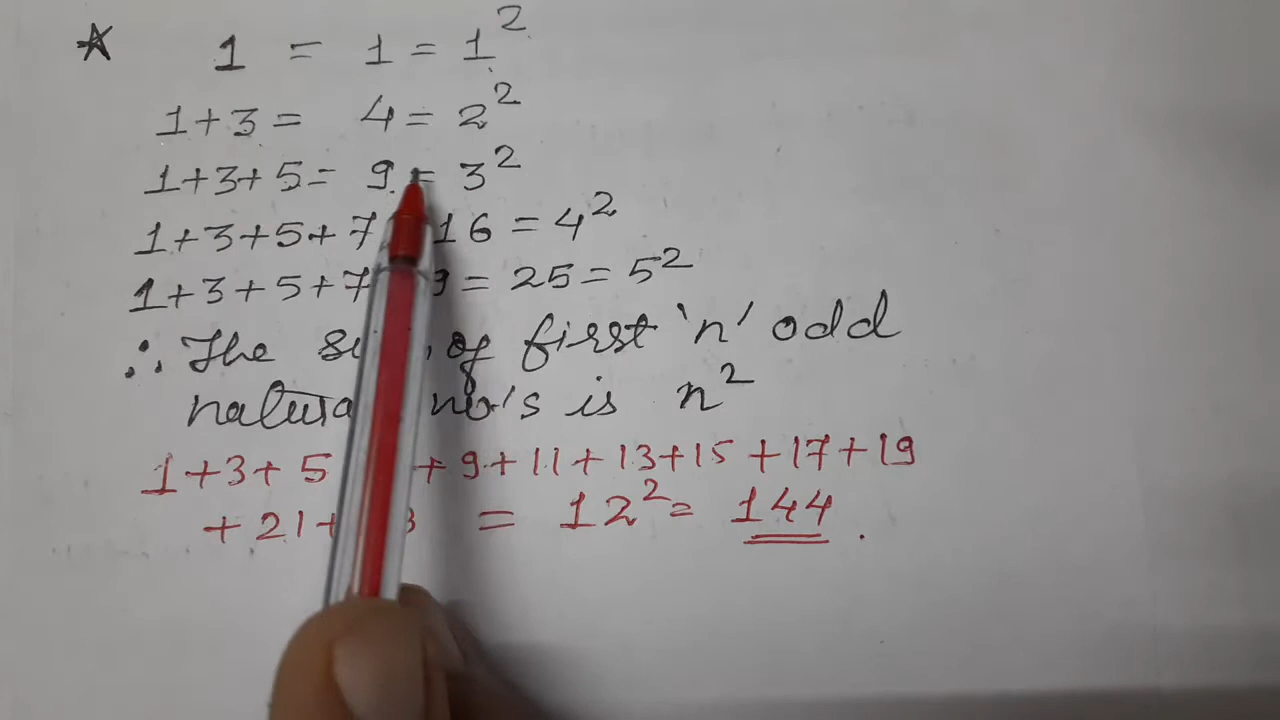 ☆ 1 = 1 = 1²
1+3 = 4 = 2²
1+3+5 = 9 = 3²
1+3+5+7 16 = 4²
1+3+5+7 9 = 25 = 5²
∴ The of first 'n' odd
no's is n²
1+3+5 +9+11+13+15+17+19
+21+ = 12² = 144.